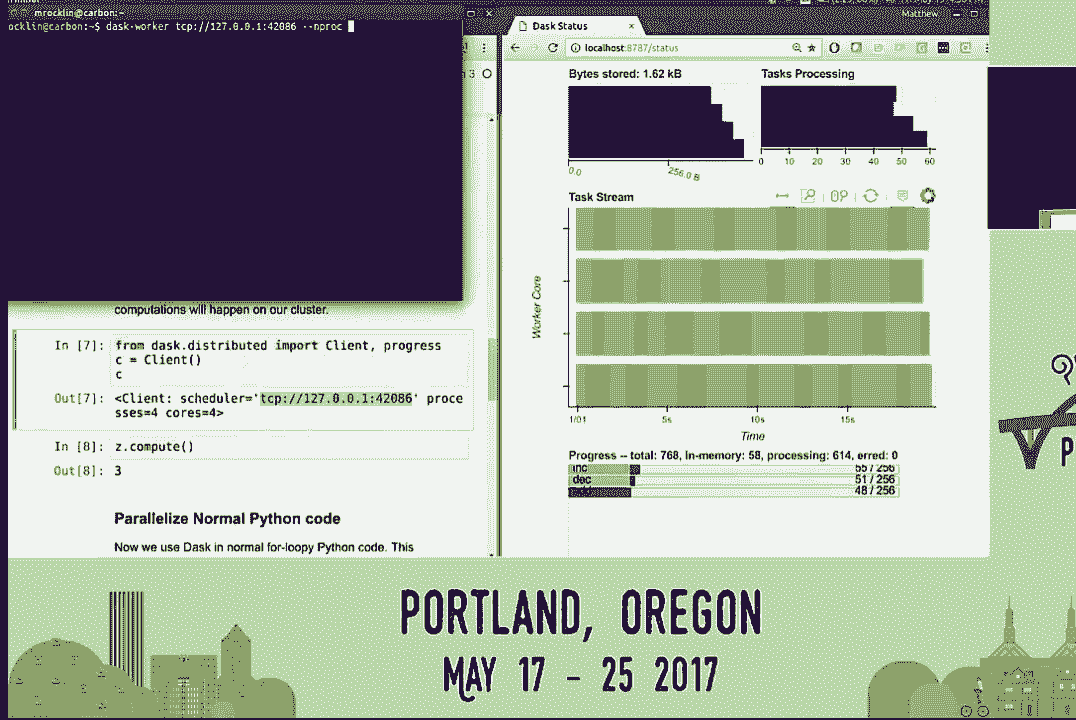 mrocklin@carbon: ~
ocklin@carbon:~$ dask-worker tcp://127.0.0.1:42086 --nproc
3
computations will happen on our cluster.
In [7]: from dask.distributed import Client, progress
c = Client()
c
Out[7]: <Client: scheduler='tcp://127.0.0.1:42086' proce
sses=4 cores=4>
In [8]: z.compute()
Out[8]: 3
Parallelize Normal Python code
Now we use Dask in normal for-loopy Python code. This
Matthew
Dask Status
localhost:8787/status
Bytes stored: 1.62 kB
0.0
256.0 B
Tasks Processing
0 10 20 30 40 50 60
Task Stream
Worker Core
1/01 5s 10s 15s
Time
Progress -- total: 768, in-memory: 58, processing: 614, erred: 0
inc 55 / 256
dec 51 / 256
48 / 256
P
PORTLAND, OREGON
MAY 17 - 25 2017